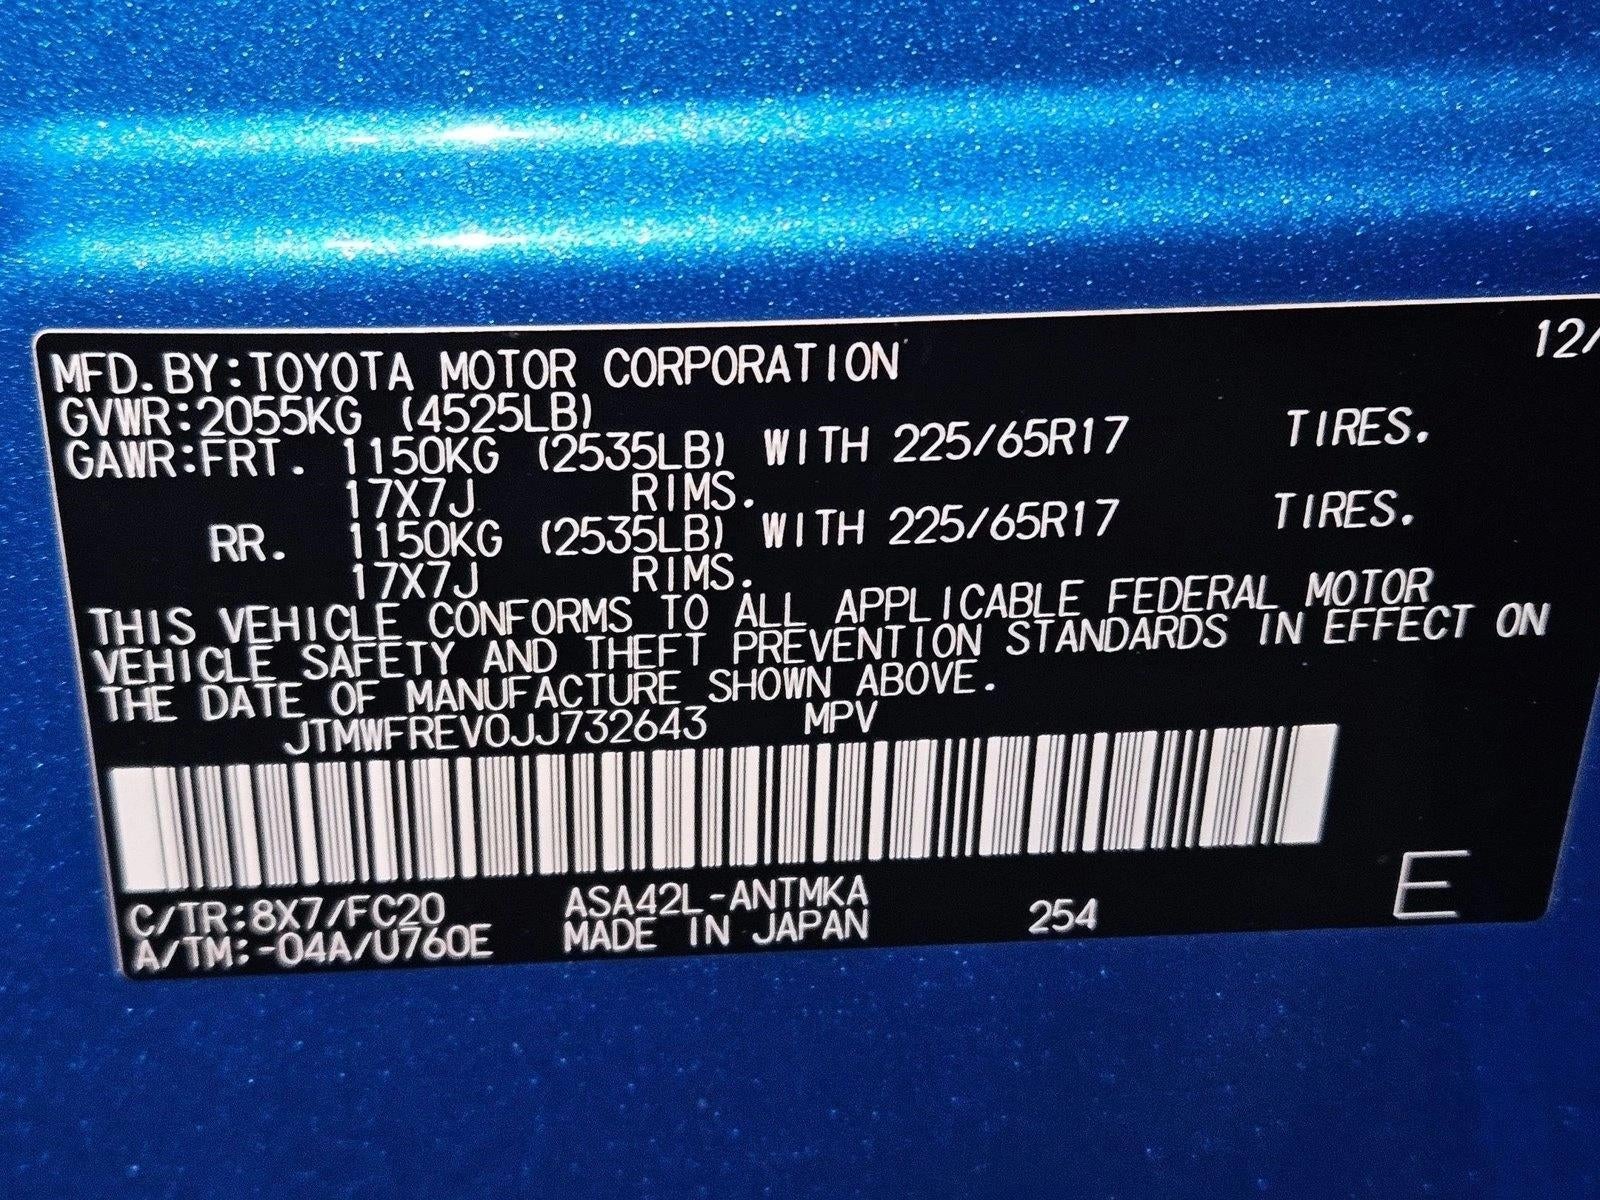 12/
MFD. BY: TOYOTA MOTOR CORPORATION
GVWR: 2055KG (4525LB)
GAWR: FRT. 1150KG (2535LB) WITH 225/65R17 TIRES.
17X7J RIMS.
RR. 1150KG (2535LB) WITH 225/65R17 TIRES.
17X7J RIMS.
THIS VEHICLE CONFORMS TO ALL APPLICABLE FEDERAL MOTOR
VEHICLE SAFETY AND THEFT PREVENTION STANDARDS IN EFFECT ON
THE DATE OF MANUFACTURE SHOWN ABOVE.
JTMWFREV0JJ732643 MPV
C/TR: 8X7/FC20 ASA42L-ANTMKA 254 E
A/TM: -04A/U760E MADE IN JAPAN